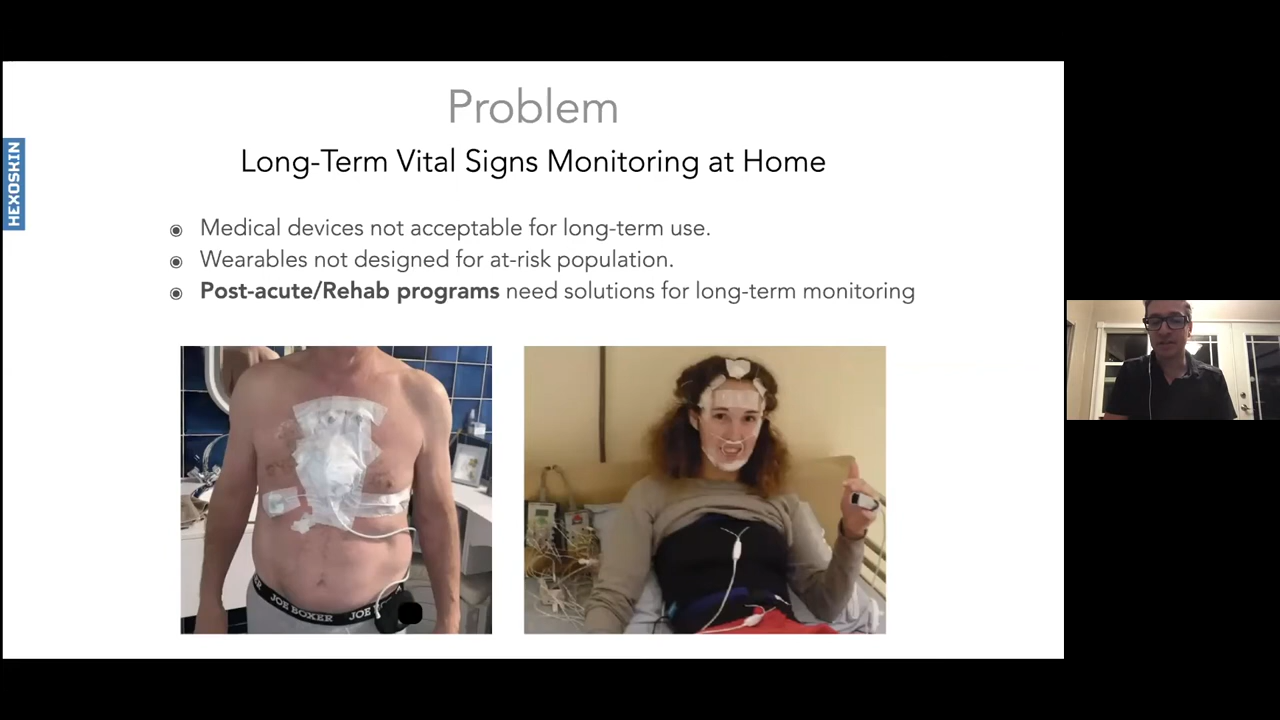 Problem
Long-Term Vital Signs Monitoring at Home
HEXOSKIN
Medical devices not acceptable for long-term use.
Wearables not designed for at-risk population.
Post-acute/Rehab programs need solutions for long-term monitoring
JOE BOXER JOE